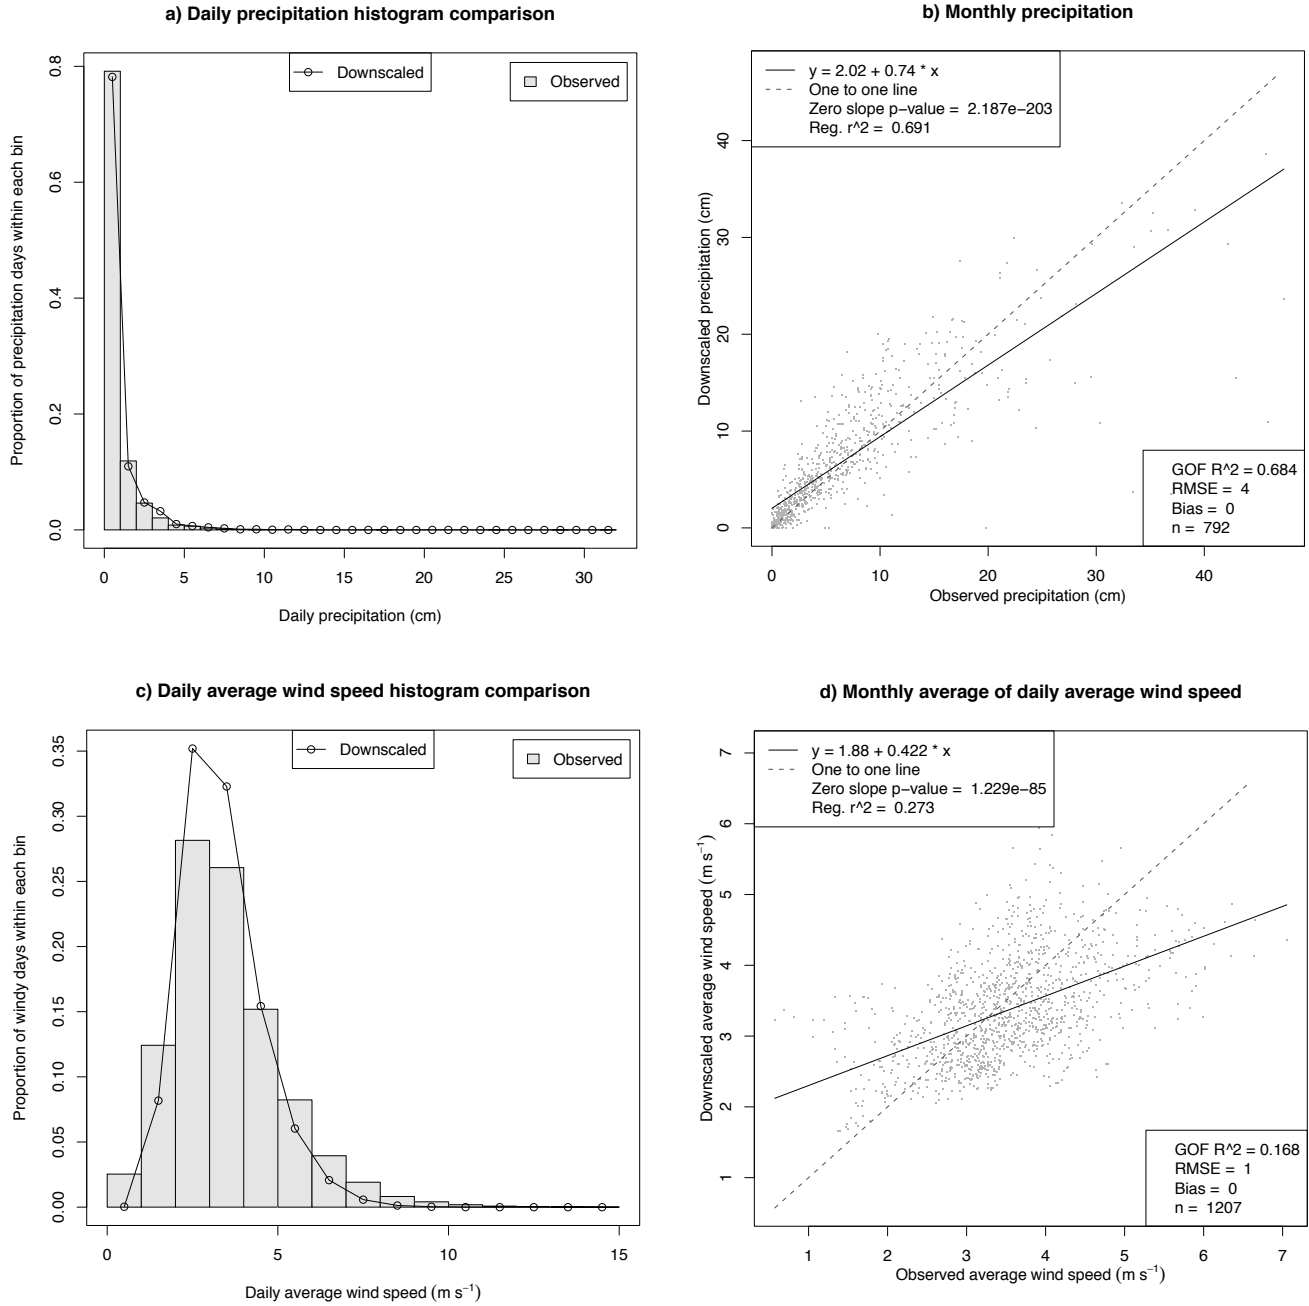 a) Daily precipitation histogram comparison
Proportion of precipitation days within each bin
0.0
0.2
0.4
0.6
0.8
Downscaled
Observed
0
5
10
15
20
25
30
Daily precipitation (cm)
b) Monthly precipitation
Downscaled precipitation (cm)
0
10
20
30
40
y = 2.02 + 0.74 * x
One to one line
Zero slope p−value = 2.187e−203
Reg. r^2 = 0.691
GOF R^2 = 0.684
RMSE = 4
Bias = 0
n = 792
0
10
20
30
40
Observed precipitation (cm)
c) Daily average wind speed histogram comparison
Proportion of windy days within each bin
0.00
0.05
0.10
0.15
0.20
0.25
0.30
0.35
Downscaled
Observed
0
5
10
15
Daily average wind speed (m s⁻¹)
d) Monthly average of daily average wind speed
Downscaled average wind speed (m s⁻¹)
1
2
3
4
5
6
7
y = 1.88 + 0.422 * x
One to one line
Zero slope p−value = 1.229e−85
Reg. r^2 = 0.273
GOF R^2 = 0.168
RMSE = 1
Bias = 0
n = 1207
1
2
3
4
5
6
7
Observed average wind speed (m s⁻¹)